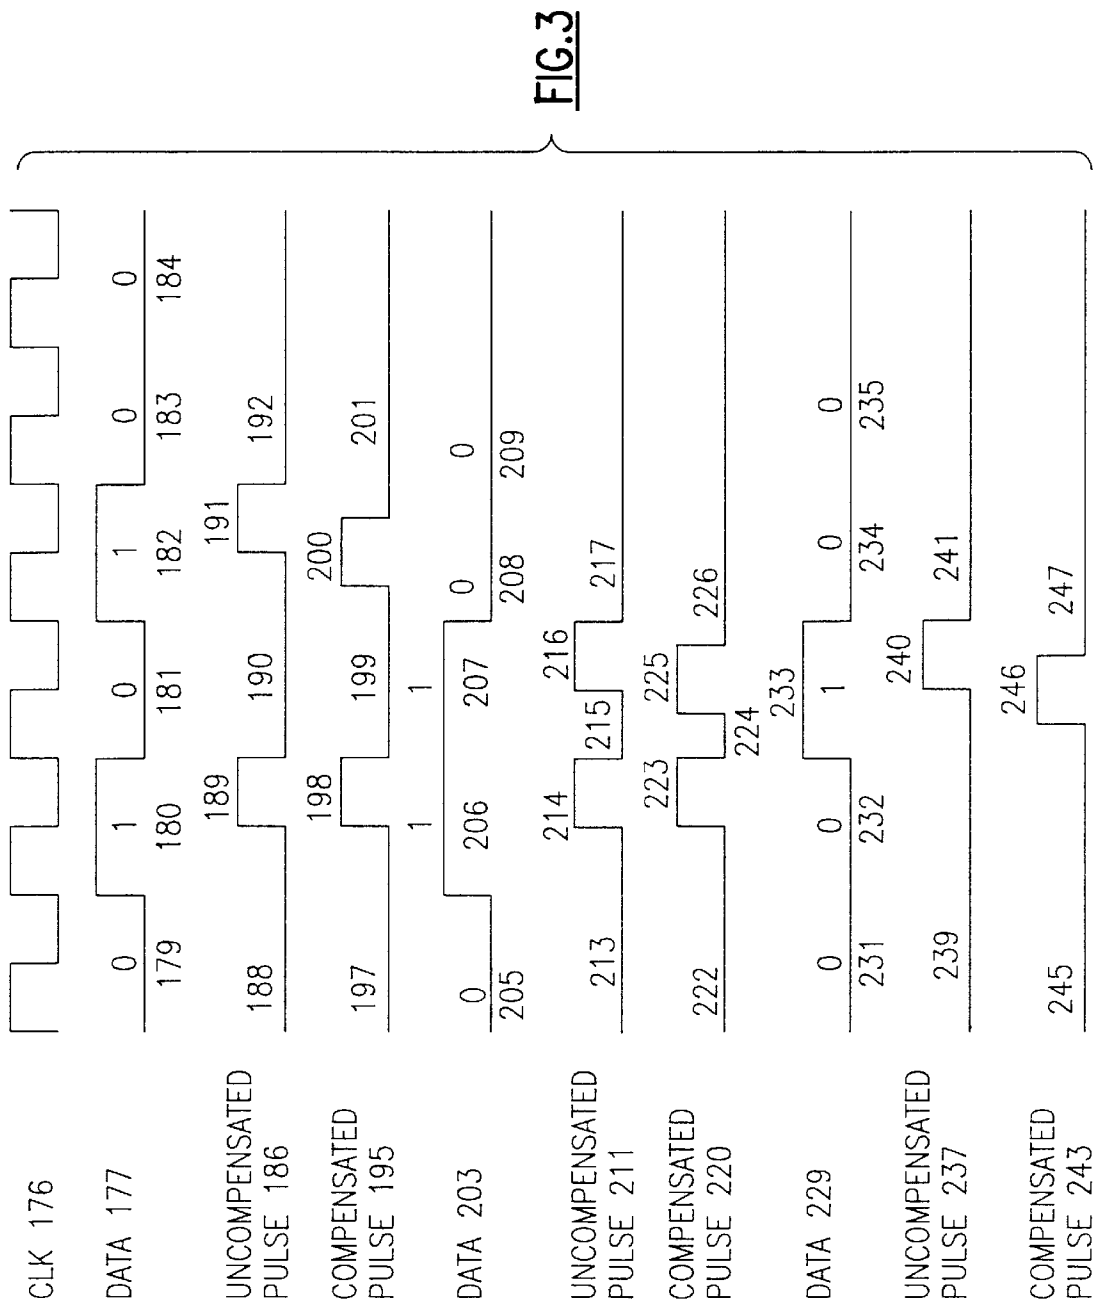 CLK 176
DATA 177
0 1 0 1 0 0
179 180 181 182 183 184
UNCOMPENSATED
PULSE 186
188 189 190 191 192
COMPENSATED
PULSE 195
197 198 199 200 201
DATA 203
0 1 1 0 0
205 206 207 208 209
UNCOMPENSATED
PULSE 211
213 214 215 216 217
COMPENSATED
PULSE 220
222 223 224 225 226
DATA 229
0 0 1 0 0
231 232 233 234 235
UNCOMPENSATED
PULSE 237
239 240 241
COMPENSATED
PULSE 243
245 246 247
FIG.3